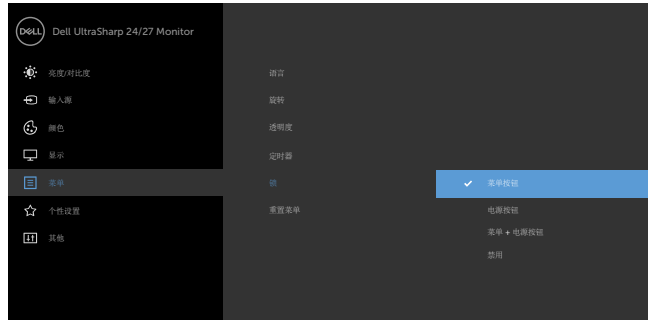 DELL Dell UltraSharp 24/27 Monitor
亮度/对比度
输入源
颜色
显示
菜单
个性设置
其他
语言
旋转
透明度
定时器
锁
重置菜单
菜单按钮
电源按钮
菜单 + 电源按钮
禁用